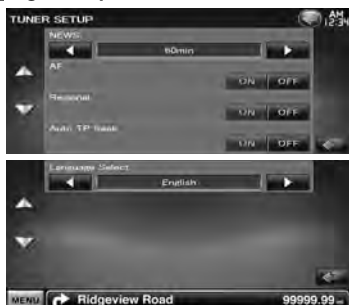 TUNER SETUP
AM 12:34
NEWS
60min
AF
ON OFF
Regional
ON OFF
Auto TP Seek
ON OFF
Language Select
English
MENU Ridgeview Road 99999.99